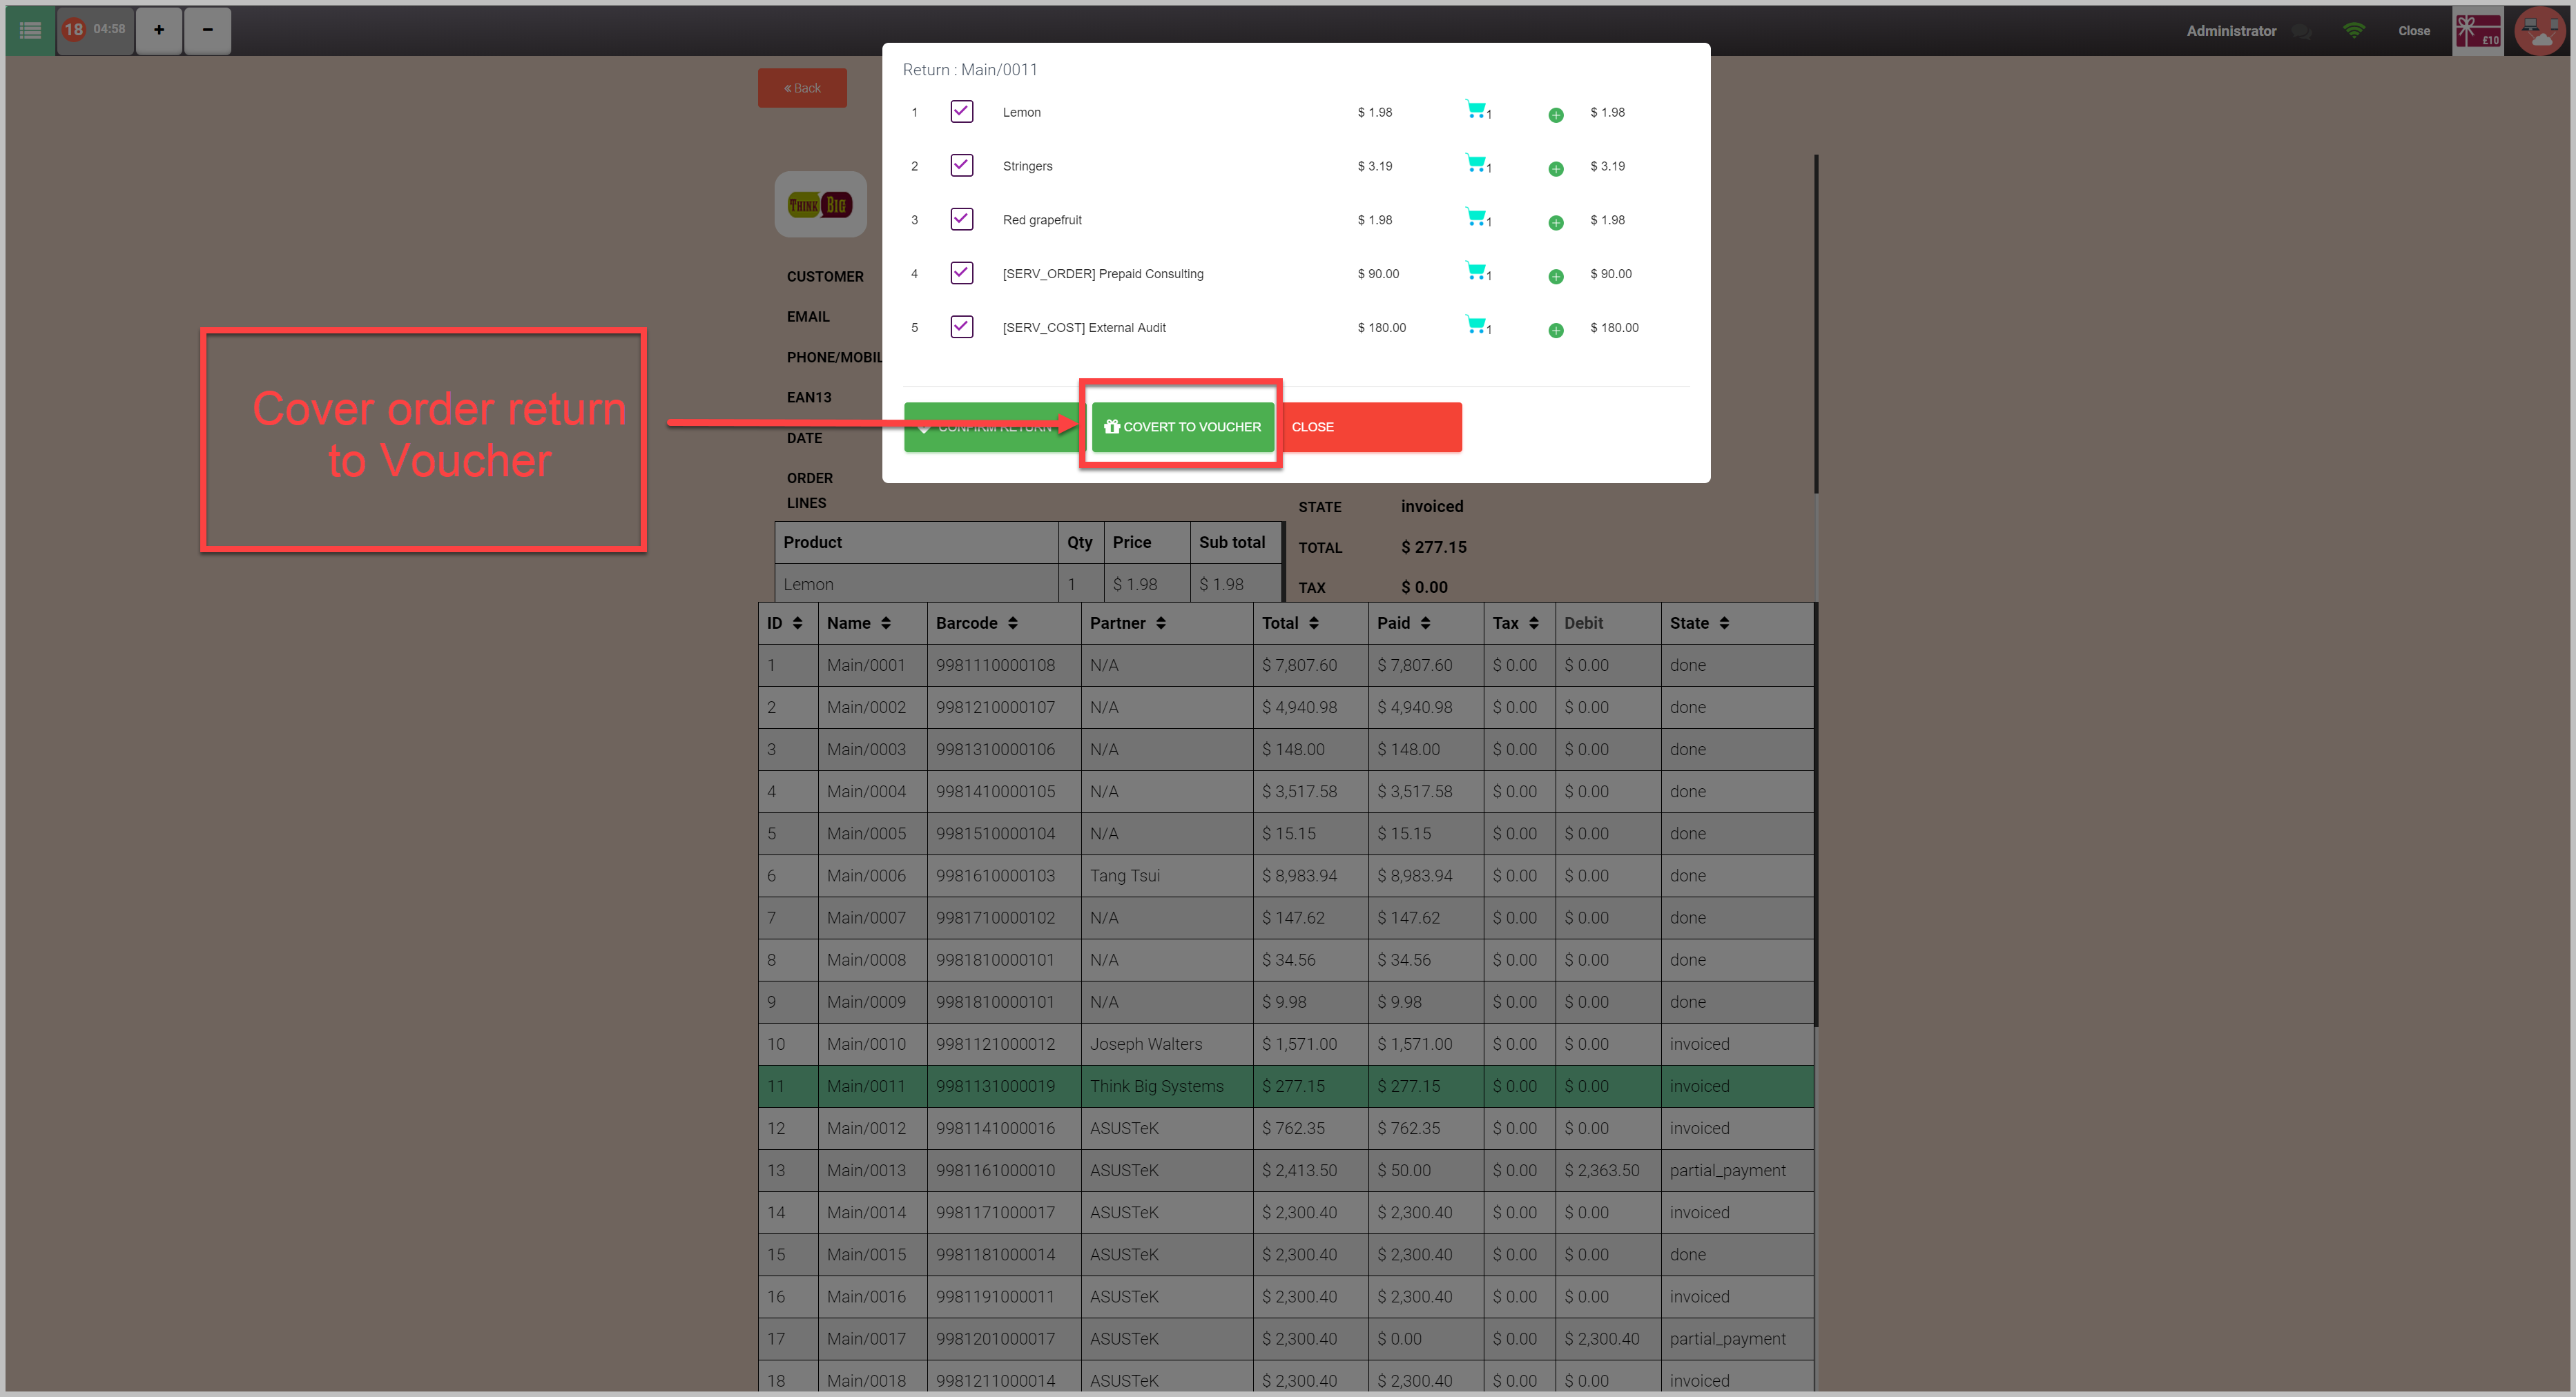 18 04:58 + −
Administrator Close £10
« Back
Return : Main/0011
1 Lemon $ 1.98 1 $ 1.98
2 Stringers $ 3.19 1 $ 3.19
3 Red grapefruit $ 1.98 1 $ 1.98
4 [SERV_ORDER] Prepaid Consulting $ 90.00 1 $ 90.00
5 [SERV_COST] External Audit $ 180.00 1 $ 180.00
CONFIRM RETURN COVERT TO VOUCHER CLOSE
Cover order return
to Voucher
THINK BIG
CUSTOMER
EMAIL
PHONE/MOBIL
EAN13
DATE
ORDER
LINES
STATE invoiced
TOTAL $ 277.15
TAX $ 0.00
Product Qty Price Sub total
Lemon 1 $ 1.98 $ 1.98
ID Name Barcode Partner Total Paid Tax Debit State
1 Main/0001 9981110000108 N/A $ 7,807.60 $ 7,807.60 $ 0.00 $ 0.00 done
2 Main/0002 9981210000107 N/A $ 4,940.98 $ 4,940.98 $ 0.00 $ 0.00 done
3 Main/0003 9981310000106 N/A $ 148.00 $ 148.00 $ 0.00 $ 0.00 done
4 Main/0004 9981410000105 N/A $ 3,517.58 $ 3,517.58 $ 0.00 $ 0.00 done
5 Main/0005 9981510000104 N/A $ 15.15 $ 15.15 $ 0.00 $ 0.00 done
6 Main/0006 9981610000103 Tang Tsui $ 8,983.94 $ 8,983.94 $ 0.00 $ 0.00 done
7 Main/0007 9981710000102 N/A $ 147.62 $ 147.62 $ 0.00 $ 0.00 done
8 Main/0008 9981810000101 N/A $ 34.56 $ 34.56 $ 0.00 $ 0.00 done
9 Main/0009 9981810000101 N/A $ 9.98 $ 9.98 $ 0.00 $ 0.00 done
10 Main/0010 9981121000012 Joseph Walters $ 1,571.00 $ 1,571.00 $ 0.00 $ 0.00 invoiced
11 Main/0011 9981131000019 Think Big Systems $ 277.15 $ 277.15 $ 0.00 $ 0.00 invoiced
12 Main/0012 9981141000016 ASUSTeK $ 762.35 $ 762.35 $ 0.00 $ 0.00 invoiced
13 Main/0013 9981161000010 ASUSTeK $ 2,413.50 $ 50.00 $ 0.00 $ 2,363.50 partial_payment
14 Main/0014 9981171000017 ASUSTeK $ 2,300.40 $ 2,300.40 $ 0.00 $ 0.00 invoiced
15 Main/0015 9981181000014 ASUSTeK $ 2,300.40 $ 2,300.40 $ 0.00 $ 0.00 done
16 Main/0016 9981191000011 ASUSTeK $ 2,300.40 $ 2,300.40 $ 0.00 $ 0.00 invoiced
17 Main/0017 9981201000017 ASUSTeK $ 2,300.40 $ 0.00 $ 0.00 $ 2,300.40 partial_payment
18 Main/0018 9981211000014 ASUSTeK $ 2,300.40 $ 2,300.40 $ 0.00 $ 0.00 invoiced